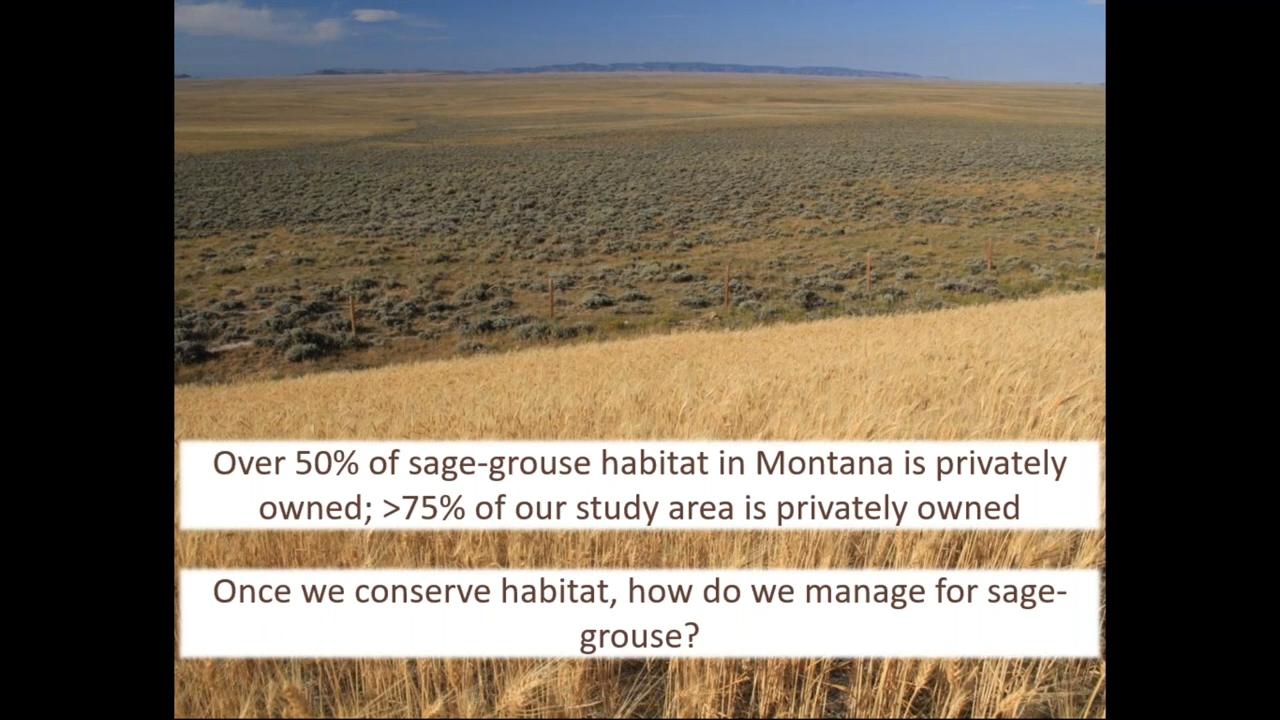 Over 50% of sage-grouse habitat in Montana is privately
owned; >75% of our study area is privately owned
Once we conserve habitat, how do we manage for sage-
grouse?